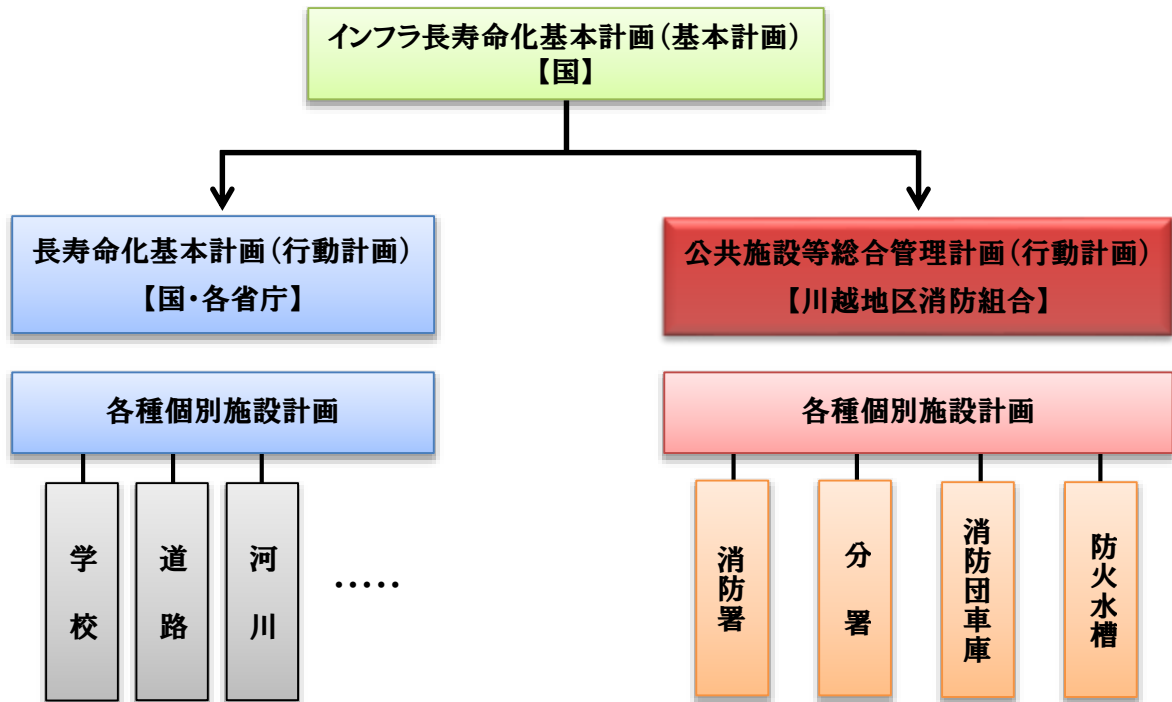 インフラ長寿命化基本計画(基本計画)
【国】
長寿命化基本計画(行動計画)
【国・各省庁】
公共施設等総合管理計画(行動計画)
【川越地区消防組合】
各種個別施設計画
各種個別施設計画
学校
道路
河川
・・・・・
消防署
分署
消防団車庫
防火水槽